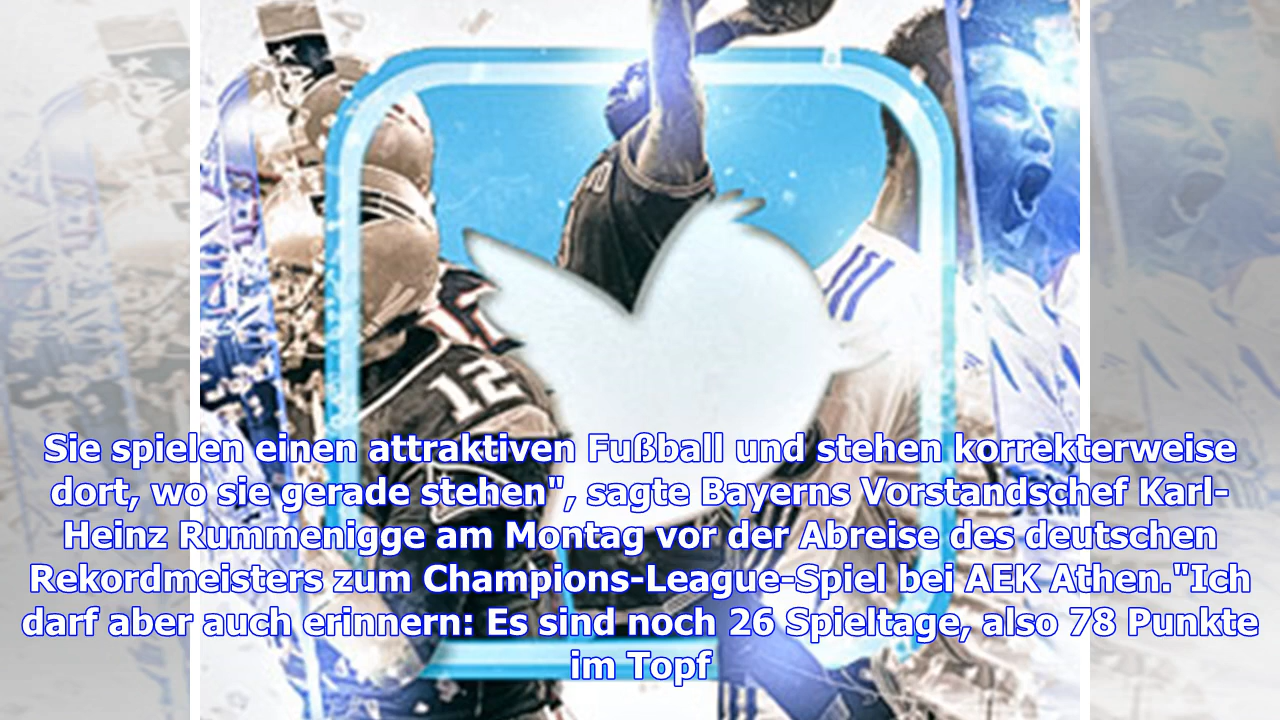 12
Sie spielen einen attraktiven Fußball und stehen korrekterweise
dort, wo sie gerade stehen", sagte Bayerns Vorstandschef Karl-
Heinz Rummenigge am Montag vor der Abreise des deutschen
Rekordmeisters zum Champions-League-Spiel bei AEK Athen."Ich
darf aber auch erinnern: Es sind noch 26 Spieltage, also 78 Punkte
im Topf